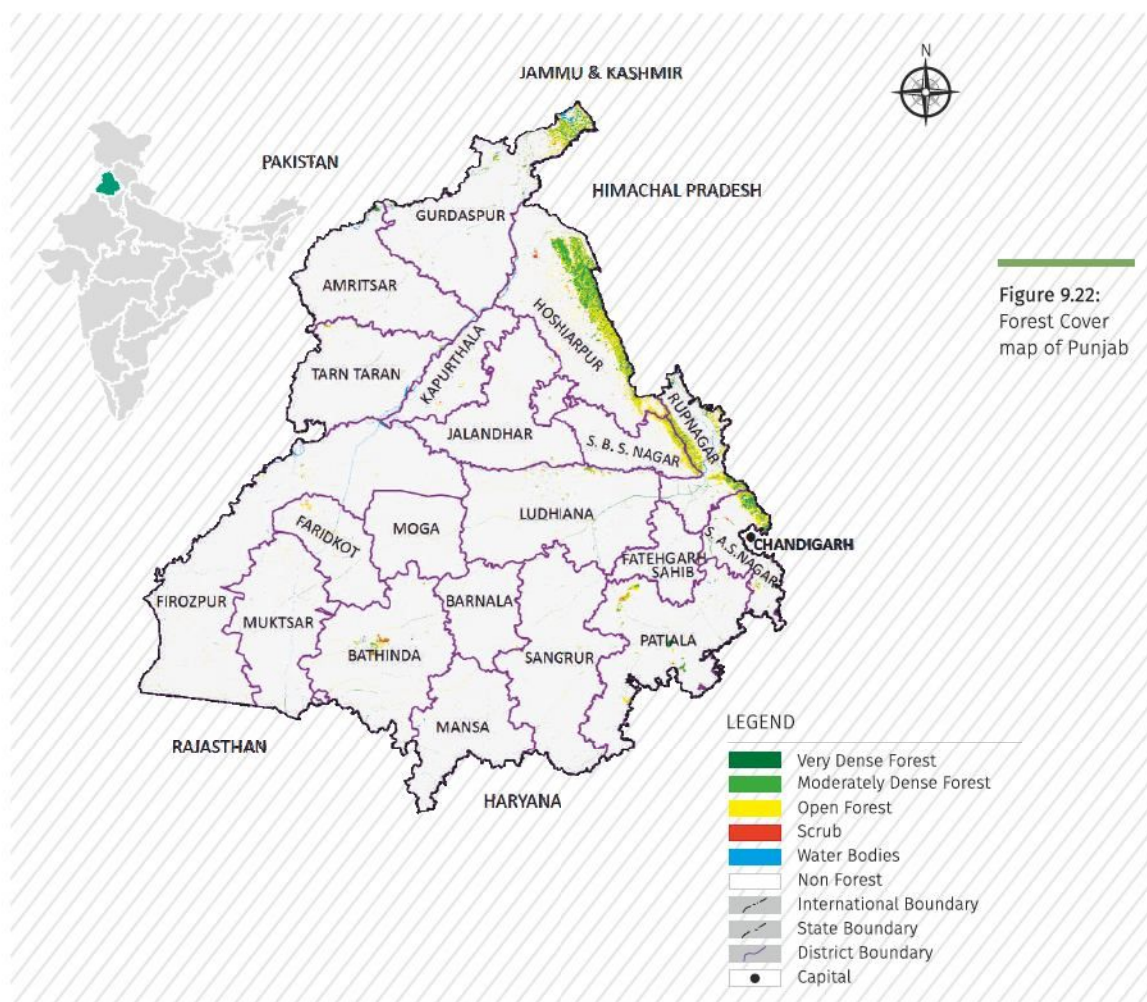 N
JAMMU & KASHMIR
PAKISTAN
HIMACHAL PRADESH
GURDASPUR
AMRITSAR
Figure 9.22:
Forest Cover
map of Punjab
HOSHIARPUR
KAPURTHALA
TARN TARAN
RUPNAGAR
JALANDHAR
S. B. S. NAGAR
LUDHIANA
MOGA
FARIDKOT
S. A.S.NAGAR
CHANDIGARH
FATEHGARH
SAHIB
FIROZPUR
BARNALA
MUKTSAR
PATIALA
BATHINDA
SANGRUR
MANSA
RAJASTHAN
HARYANA
LEGEND
Very Dense Forest
Moderately Dense Forest
Open Forest
Scrub
Water Bodies
Non Forest
International Boundary
State Boundary
District Boundary
Capital